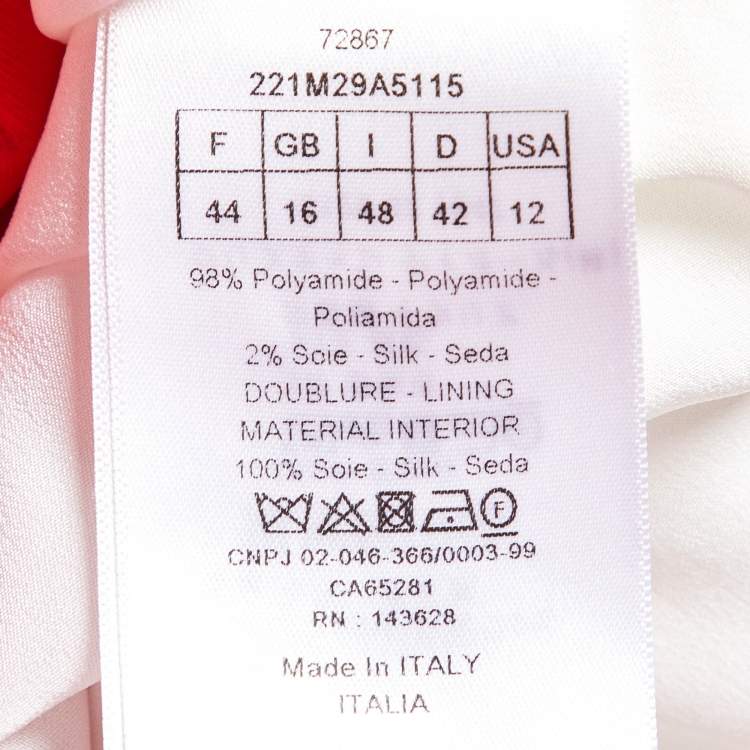 72867
221M29A5115
F GB I D USA
44 16 48 42 12
98% Polyamide - Polyamide -
Poliamida
2% Soie - Silk - Seda
DOUBLURE - LINING
MATERIAL INTERIOR
100% Soie - Silk - Seda
F
CNPJ 02-046-366/0003-99
CA65281
RN : 143628
Made In ITALY
ITALIA